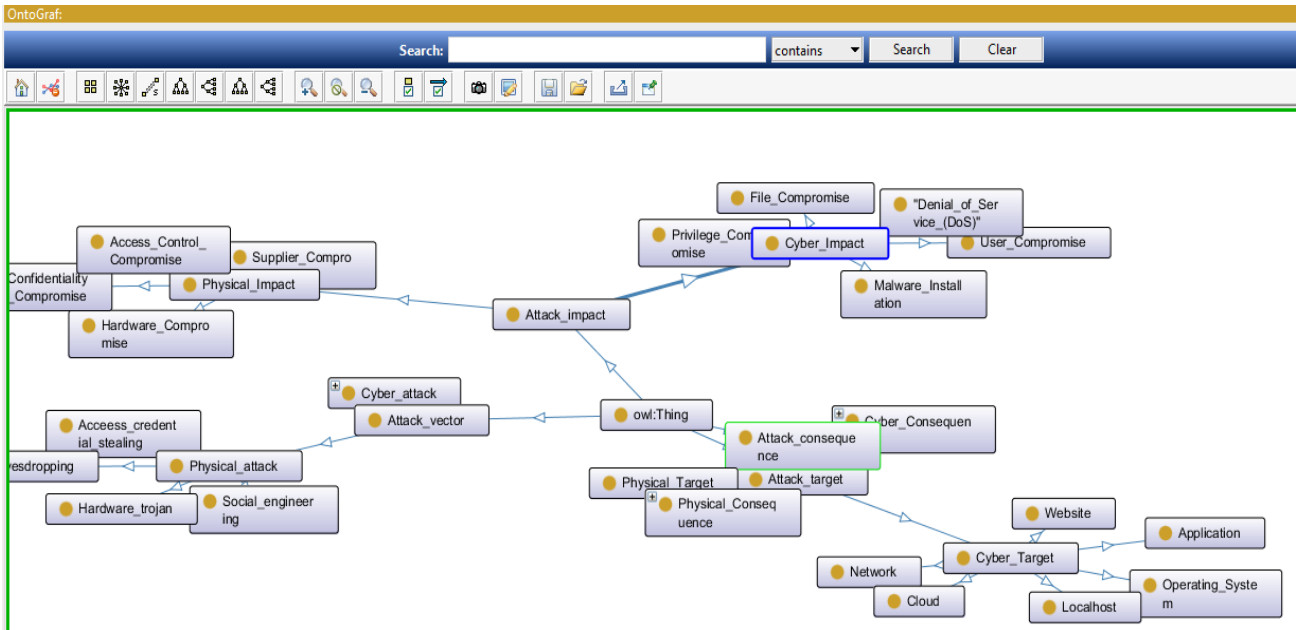 OntoGraf:
Search:
contains
Search
Clear
File_Compromise
"Denial_of_Ser
vice_(DoS)"
Privilege_Com
omise
Cyber_Impact
User_Compromise
Malware_Install
ation
Access_Control_
Compromise
Supplier_Compro
Confidentiality
_Compromise
Physical_Impact
Hardware_Compro
mise
Attack_impact
Cyber_attack
Attack_vector
owl:Thing
Cyber_Consequen
Attack_conseque
nce
Acceess_credent
ial_stealing
vesdropping
Physical_attack
Hardware_trojan
Social_engineer
ing
Physical_Target
Attack_target
Physical_Conseq
uence
Website
Application
Cyber_Target
Network
Cloud
Localhost
Operating_Syste
m